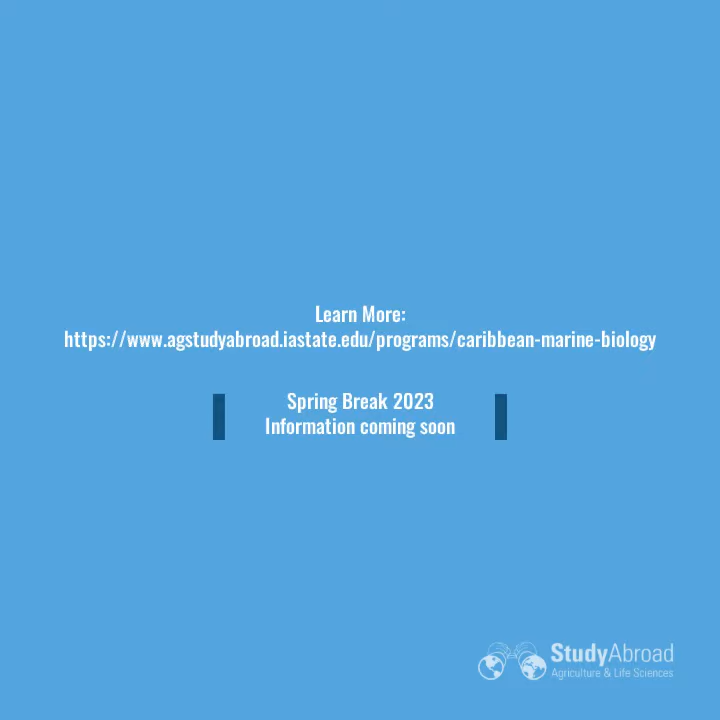 Learn More:
https://www.agstudyabroad.iastate.edu/programs/caribbean-marine-biology
Spring Break 2023
Information coming soon
StudyAbroad
Agriculture & Life Sciences